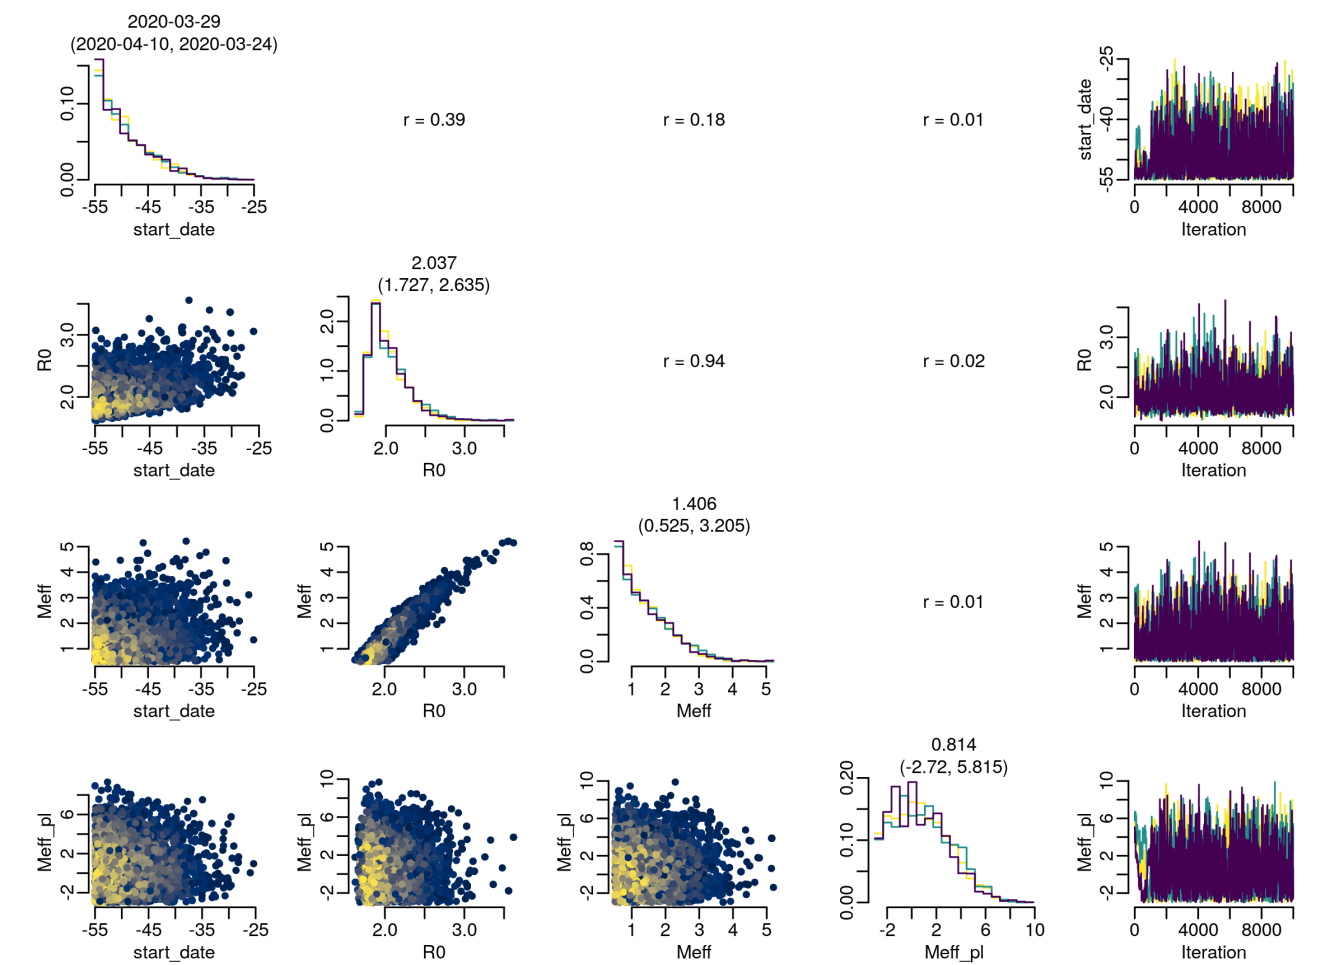 2020-03-29
(2020-04-10, 2020-03-24)
0.00 0.10
-55 -45 -35 -25
start_date
r = 0.39
r = 0.18
r = 0.01
start_date
-55 -40 -25
0 4000 8000
Iteration
R0
2.0 3.0
-55 -45 -35 -25
start_date
2.037
(1.727, 2.635)
0.0 1.0 2.0
2.0 3.0
R0
r = 0.94
r = 0.02
R0
2.0 3.0
0 4000 8000
Iteration
Meff
1 2 3 4 5
-55 -45 -35 -25
start_date
Meff
1 2 3 4 5
2.0 3.0
R0
1.406
(0.525, 3.205)
0.0 0.4 0.8
1 2 3 4 5
Meff
r = 0.01
Meff
1 2 3 4 5
0 4000 8000
Iteration
Meff_pl
-2 2 6
-55 -45 -35 -25
start_date
Meff_pl
-2 2 6 10
2.0 3.0
R0
Meff_pl
-2 2 6 10
1 2 3 4 5
Meff
0.814
(-2.72, 5.815)
0.00 0.10 0.20
-2 2 6 10
Meff_pl
Meff_pl
-2 2 6 10
0 4000 8000
Iteration